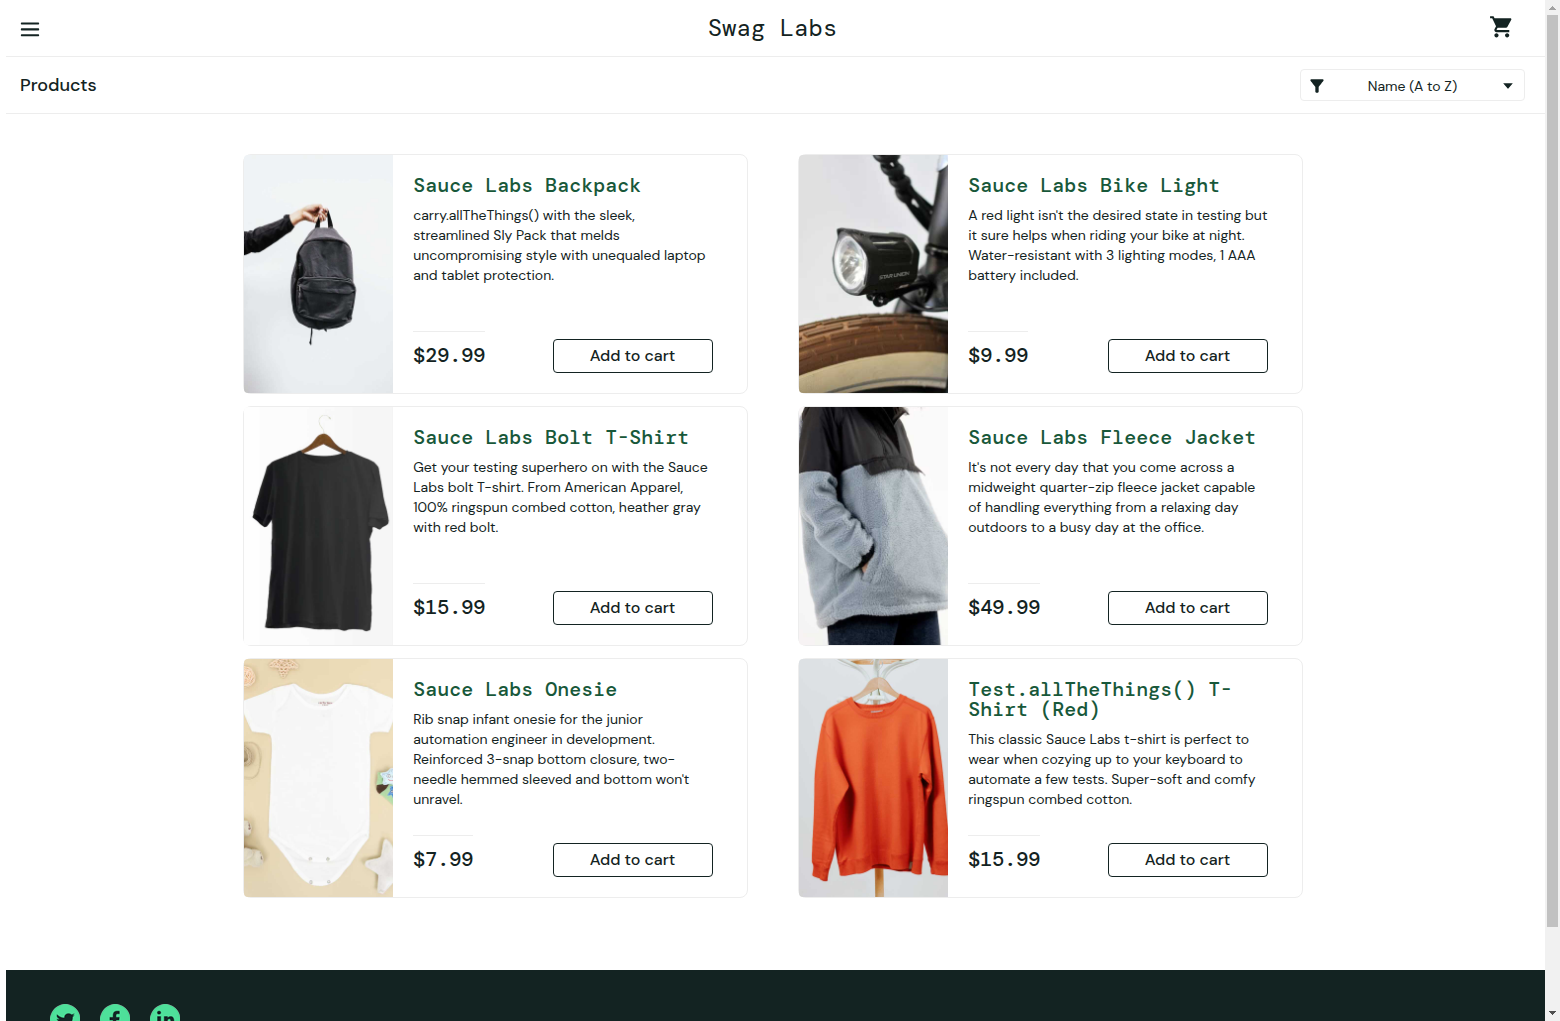 Swag Labs
Products
Name (A to Z)
Sauce Labs Backpack
carry.allTheThings() with the sleek,
streamlined Sly Pack that melds
uncompromising style with unequaled laptop
and tablet protection.
$29.99
Add to cart
Sauce Labs Bike Light
A red light isn't the desired state in testing but
it sure helps when riding your bike at night.
Water-resistant with 3 lighting modes, 1 AAA
battery included.
$9.99
Add to cart
STAR UNION
Sauce Labs Bolt T-Shirt
Get your testing superhero on with the Sauce
Labs bolt T-shirt. From American Apparel,
100% ringspun combed cotton, heather gray
with red bolt.
$15.99
Add to cart
Sauce Labs Fleece Jacket
It's not every day that you come across a
midweight quarter-zip fleece jacket capable
of handling everything from a relaxing day
outdoors to a busy day at the office.
$49.99
Add to cart
Sauce Labs Onesie
Rib snap infant onesie for the junior
automation engineer in development.
Reinforced 3-snap bottom closure, two-
needle hemmed sleeved and bottom won't
unravel.
$7.99
Add to cart
Test.allTheThings() T-
Shirt (Red)
This classic Sauce Labs t-shirt is perfect to
wear when cozying up to your keyboard to
automate a few tests. Super-soft and comfy
ringspun combed cotton.
$15.99
Add to cart